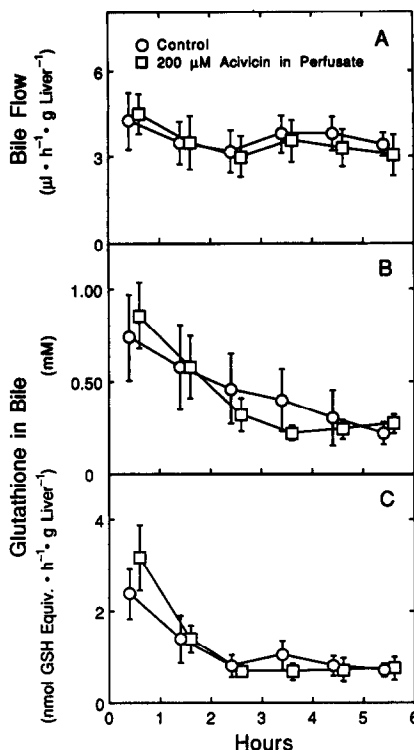 A
○ Control
□ 200 μM Acivicin in Perfusate
Bile Flow
(μl • h⁻¹ • g Liver⁻¹)
6
3
0
B
Glutathione in Bile
(mM)
1.00
0.50
0
C
(nmol GSH Equiv. • h⁻¹ • g Liver⁻¹)
4
2
0
0 1 2 3 4 5 6
Hours